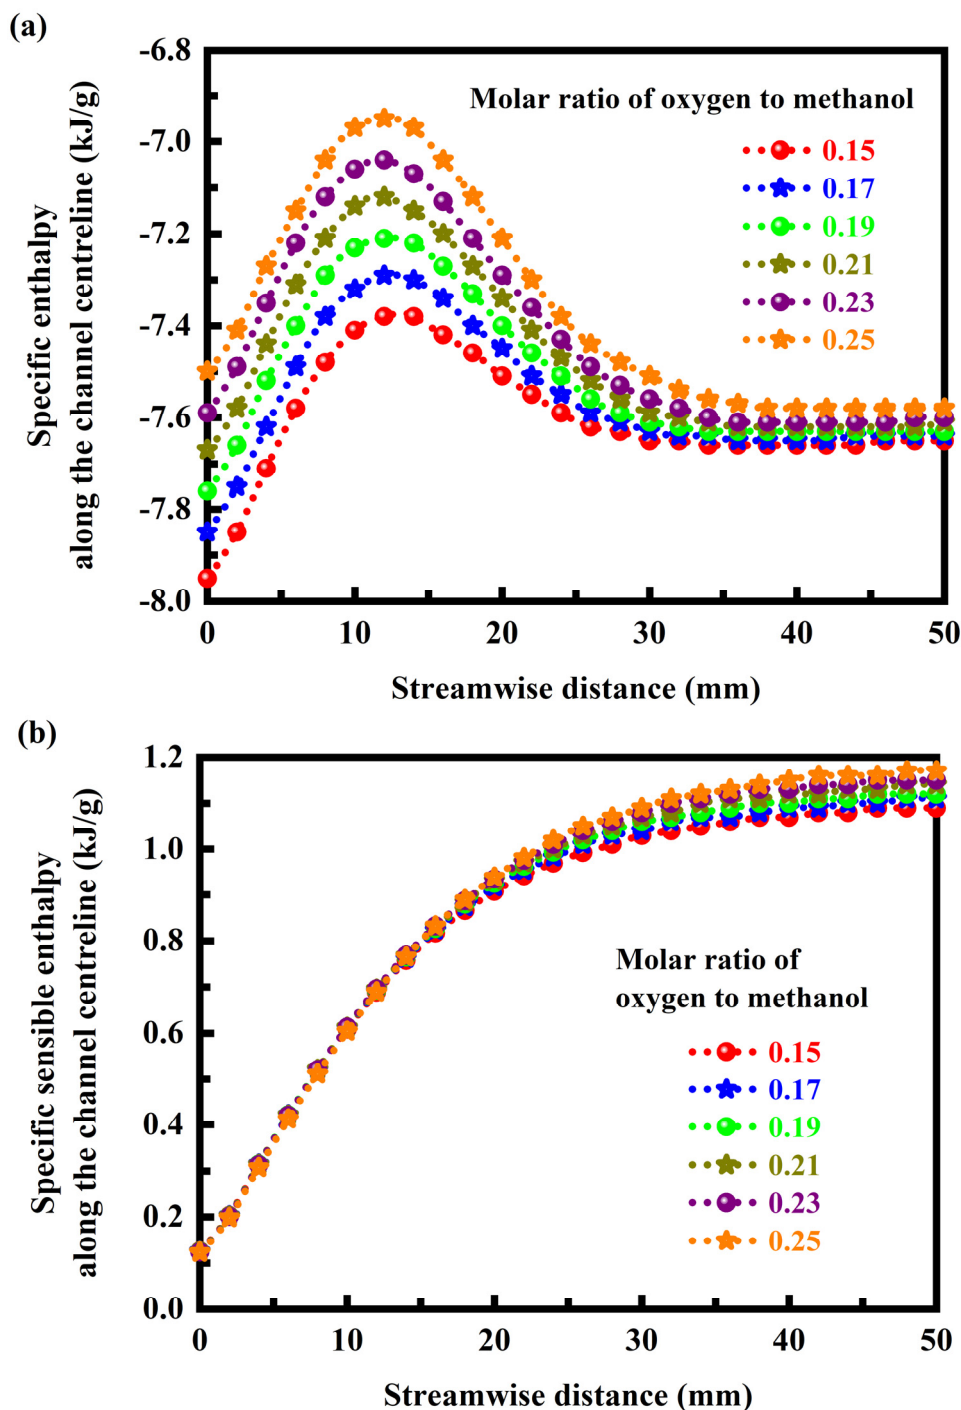 (a)
Specific enthalpy
along the channel centreline (kJ/g)
-6.8
-7.0
-7.2
-7.4
-7.6
-7.8
-8.0
Molar ratio of oxygen to methanol
0.15
0.17
0.19
0.21
0.23
0.25
0 10 20 30 40 50
Streamwise distance (mm)
(b)
Specific sensible enthalpy
along the channel centreline (kJ/g)
1.2
1.0
0.8
0.6
0.4
0.2
0.0
Molar ratio of
oxygen to methanol
0.15
0.17
0.19
0.21
0.23
0.25
0 10 20 30 40 50
Streamwise distance (mm)